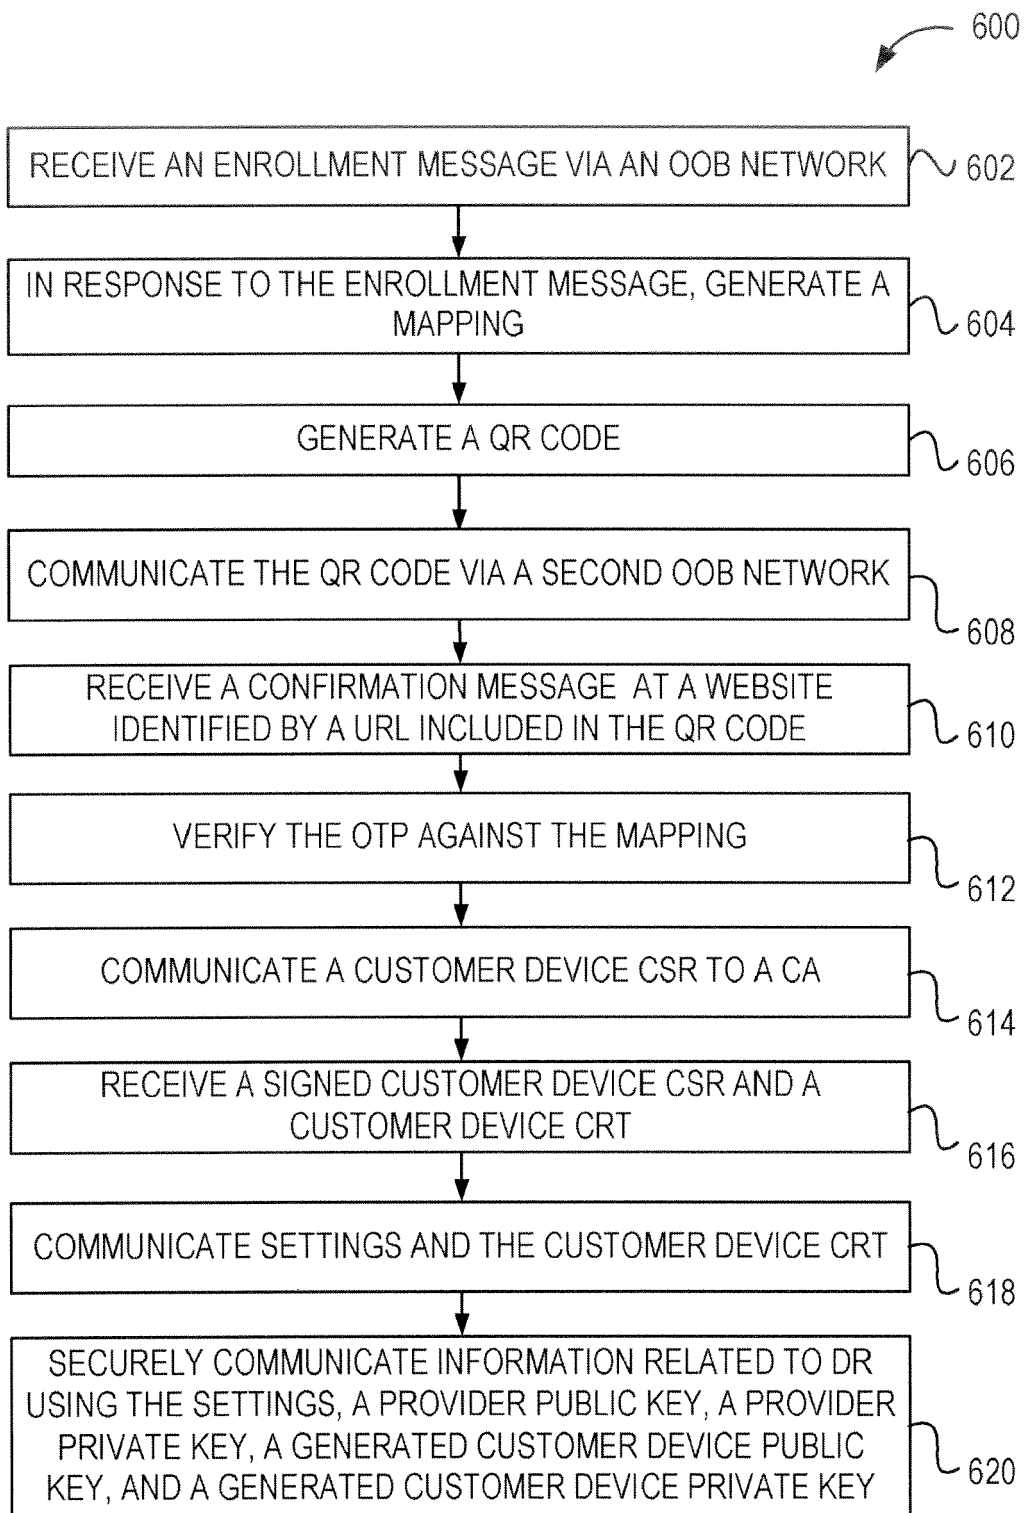 600
RECEIVE AN ENROLLMENT MESSAGE VIA AN OOB NETWORK
602
IN RESPONSE TO THE ENROLLMENT MESSAGE, GENERATE A
MAPPING
604
GENERATE A QR CODE
606
COMMUNICATE THE QR CODE VIA A SECOND OOB NETWORK
608
RECEIVE A CONFIRMATION MESSAGE AT A WEBSITE
IDENTIFIED BY A URL INCLUDED IN THE QR CODE
610
VERIFY THE OTP AGAINST THE MAPPING
612
COMMUNICATE A CUSTOMER DEVICE CSR TO A CA
614
RECEIVE A SIGNED CUSTOMER DEVICE CSR AND A
CUSTOMER DEVICE CRT
616
COMMUNICATE SETTINGS AND THE CUSTOMER DEVICE CRT
618
SECURELY COMMUNICATE INFORMATION RELATED TO DR
USING THE SETTINGS, A PROVIDER PUBLIC KEY, A PROVIDER
PRIVATE KEY, A GENERATED CUSTOMER DEVICE PUBLIC
KEY, AND A GENERATED CUSTOMER DEVICE PRIVATE KEY
620